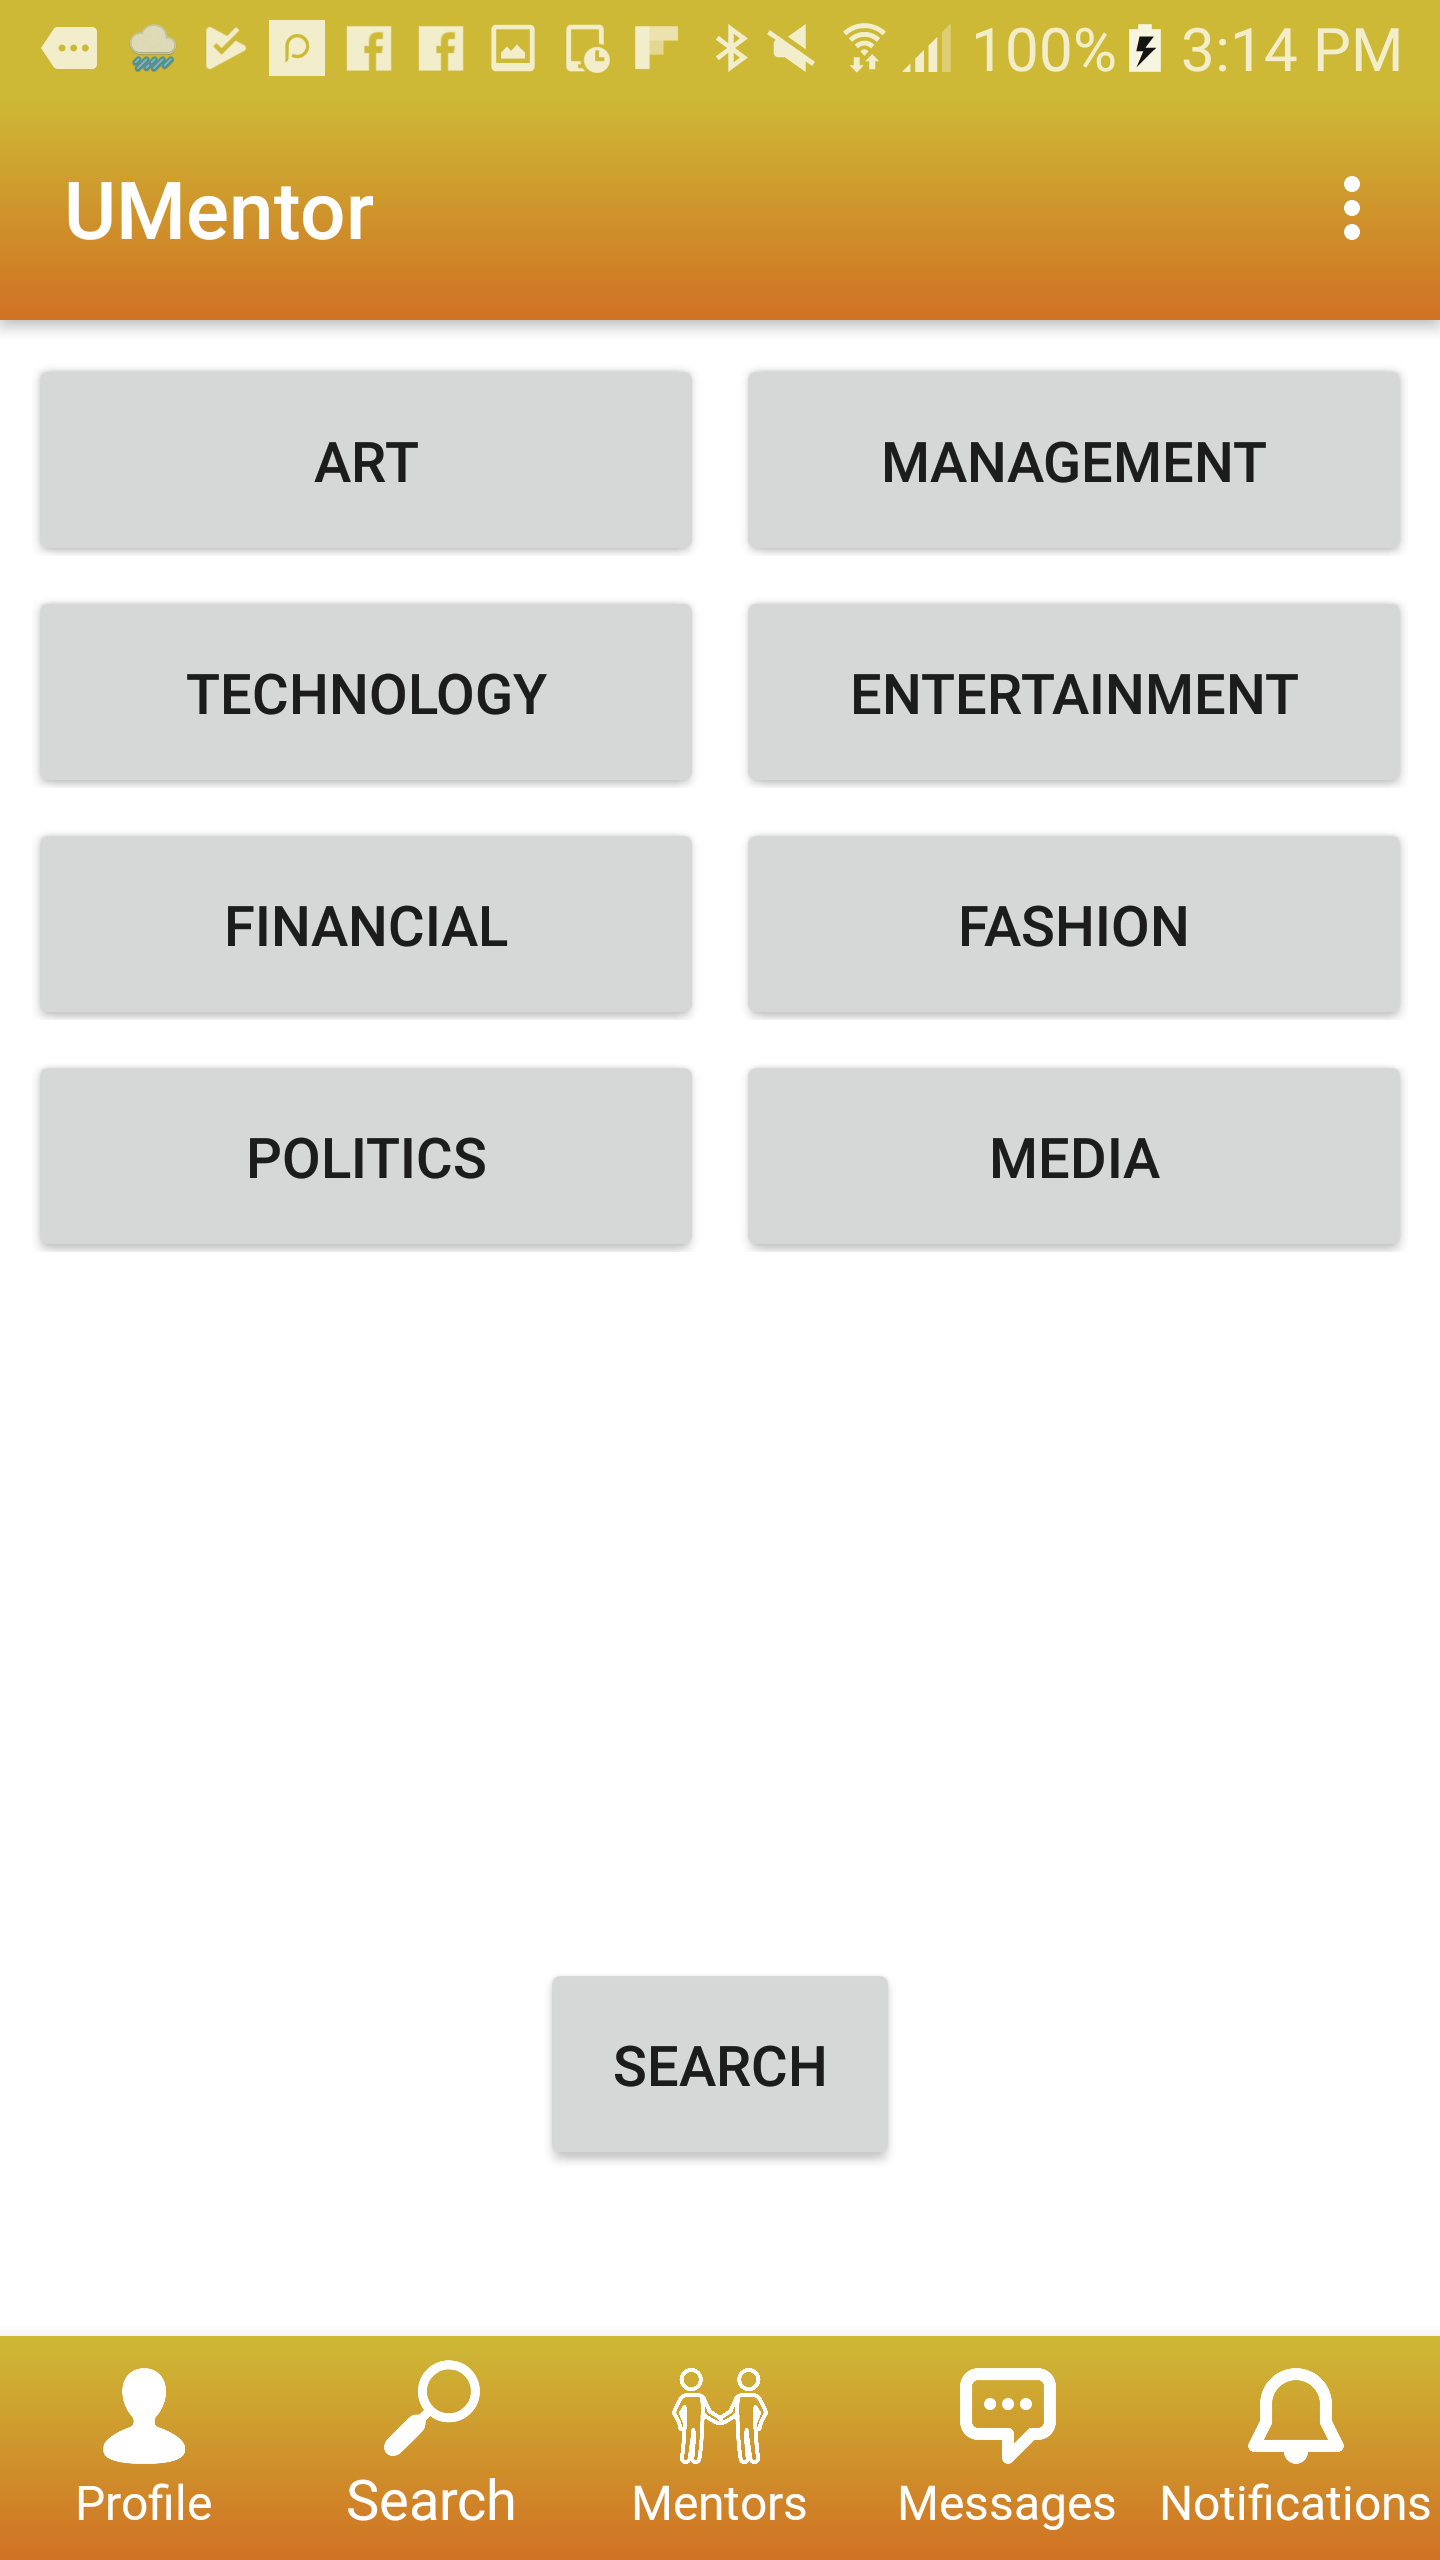 100% 3:14 PM
UMentor
ART MANAGEMENT
TECHNOLOGY ENTERTAINMENT
FINANCIAL FASHION
POLITICS MEDIA
SEARCH
Profile Search Mentors Messages Notifications